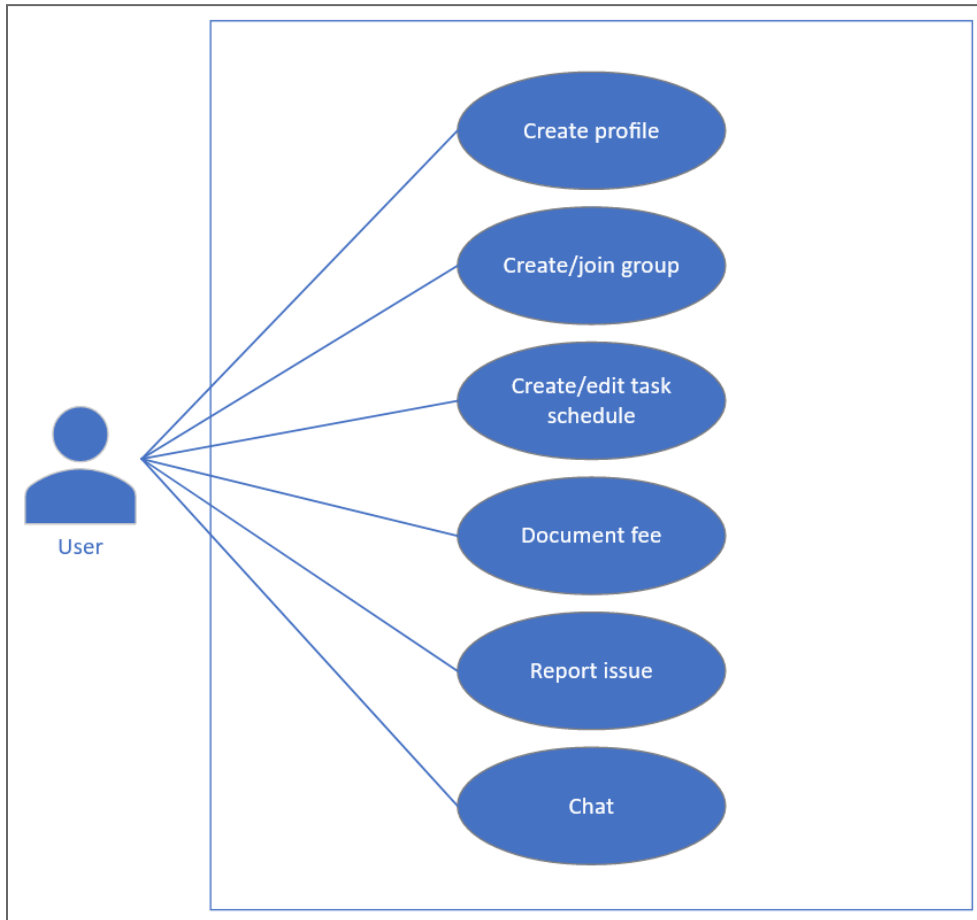 Create profile
Create/join group
Create/edit task
schedule
User
Document fee
Report issue
Chat